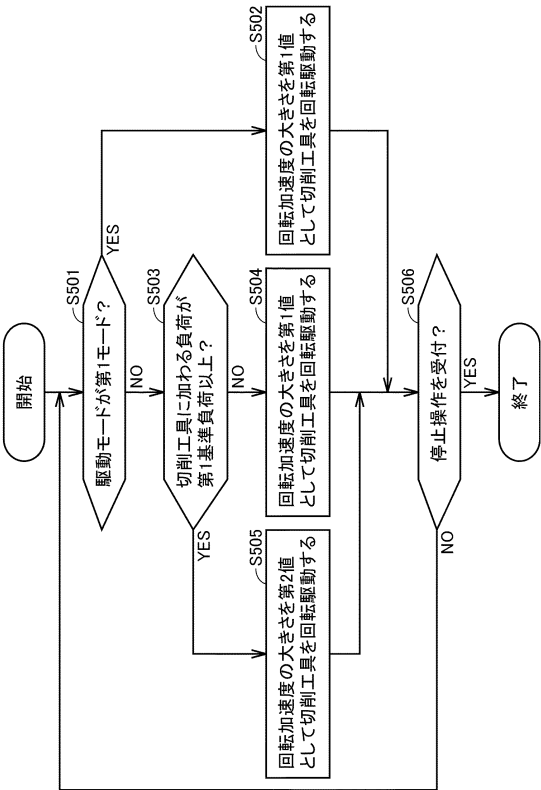 開始
S501
駆動モードが第1モード？
YES
NO
S503
切削工具に加わる負荷が
第1基準負荷以上？
YES
NO
S505
回転加速度の大きさを第2値
として切削工具を回転駆動する
S504
回転加速度の大きさを第1値
として切削工具を回転駆動する
S502
回転加速度の大きさを第1値
として切削工具を回転駆動する
S506
停止操作を受付？
NO
YES
終了